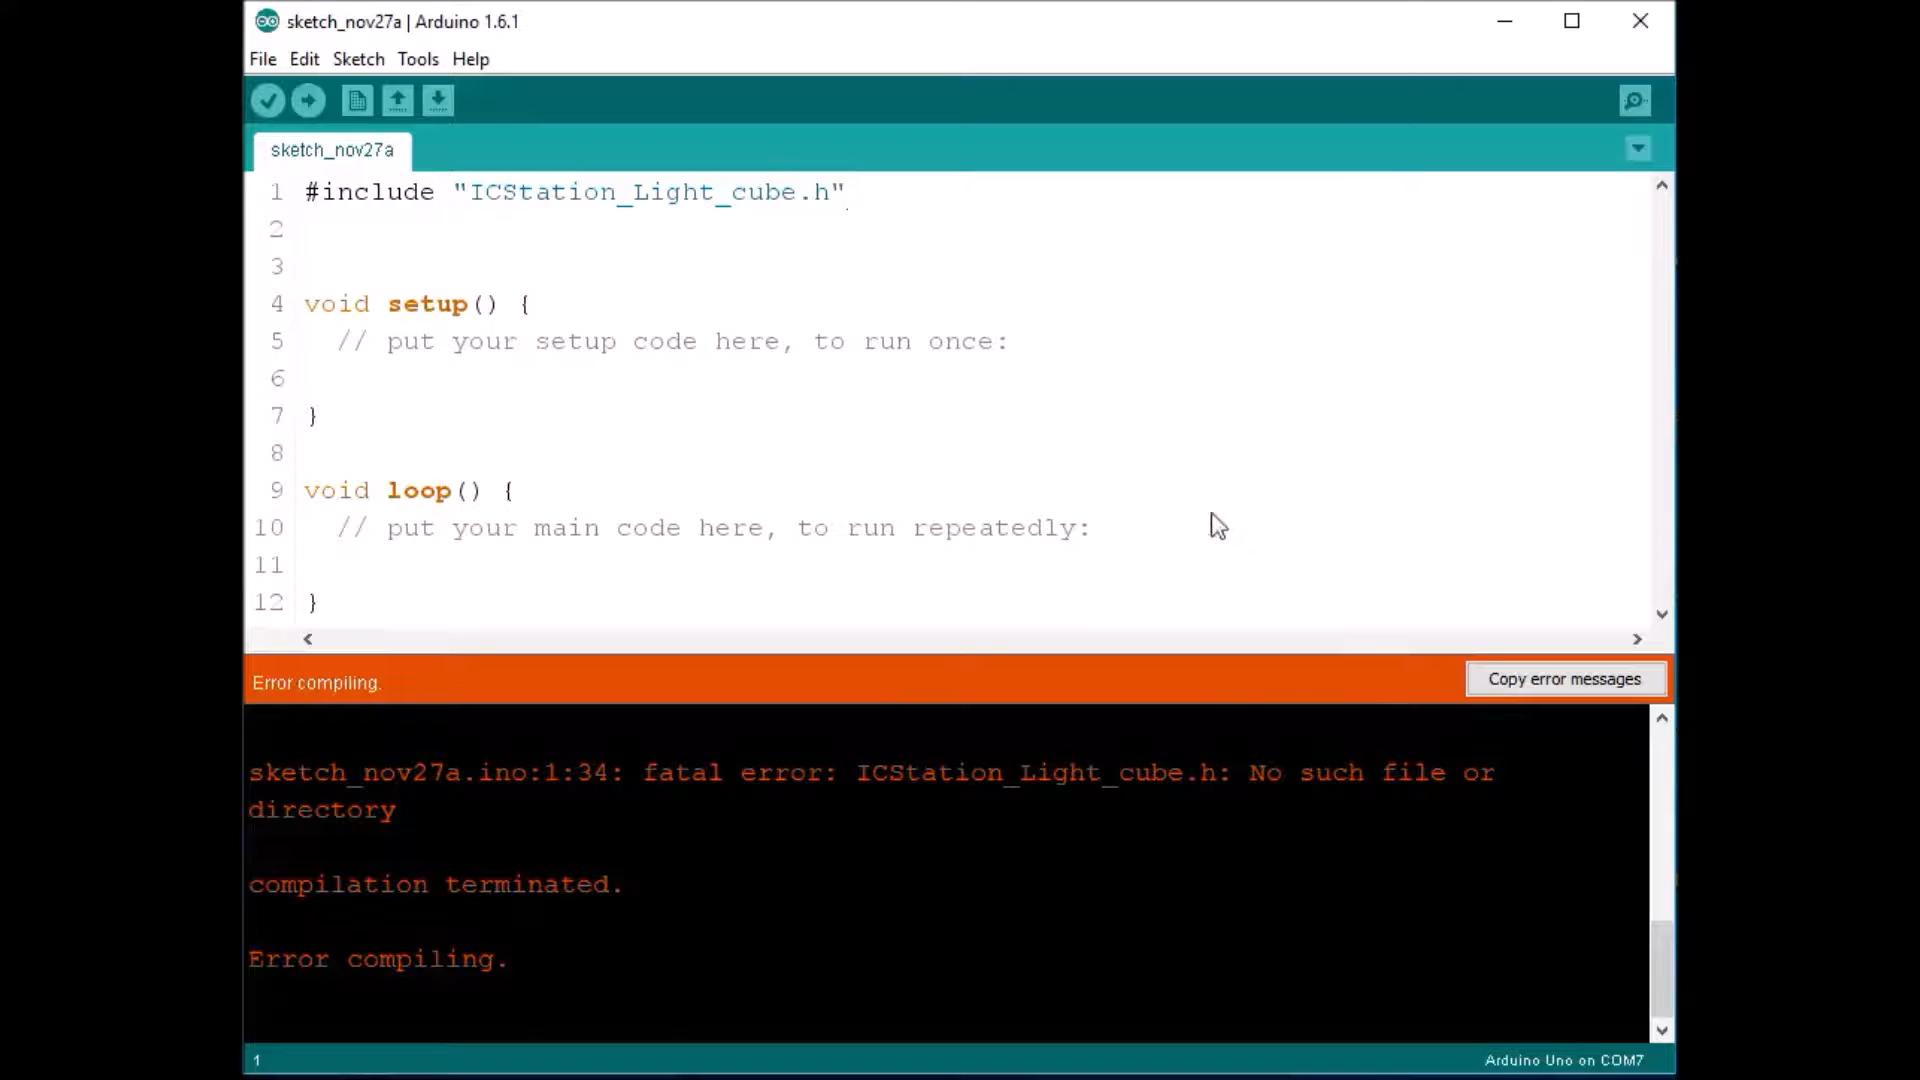 sketch_nov27a | Arduino 1.6.1
File Edit Sketch Tools Help
sketch_nov27a
1 #include "ICStation_Light_cube.h"
2
3
4 void setup() {
5 // put your setup code here, to run once:
6
7 }
8
9 void loop() {
10 // put your main code here, to run repeatedly:
11
12 }
Error compiling.
Copy error messages
sketch_nov27a.ino:1:34: fatal error: ICStation_Light_cube.h: No such file or
directory
compilation terminated.
Error compiling.
1
Arduino Uno on COM7